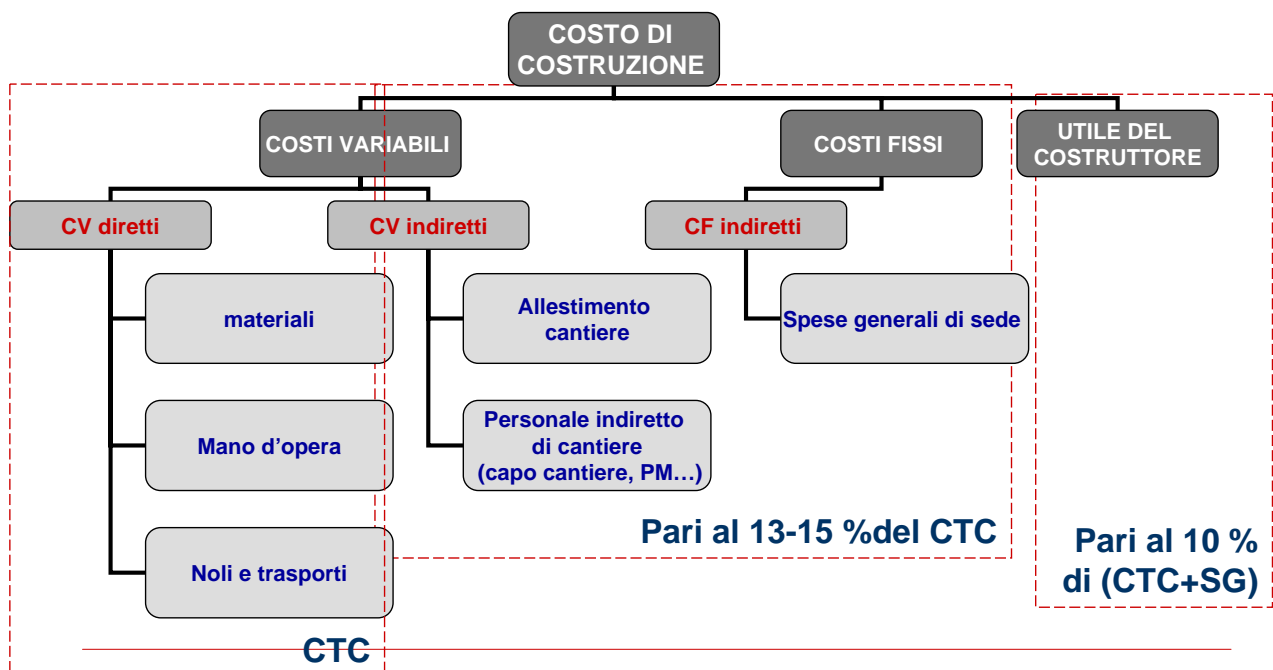 COSTO DI
COSTRUZIONE
COSTI VARIABILI
COSTI FISSI
UTILE DEL
COSTRUTTORE
CV diretti
CV indiretti
CF indiretti
materiali
Allestimento
cantiere
Spese generali di sede
Mano d'opera
Personale indiretto
di cantiere
(capo cantiere, PM…)
Noli e trasporti
Pari al 13-15 %del CTC
Pari al 10 %
di (CTC+SG)
CTC